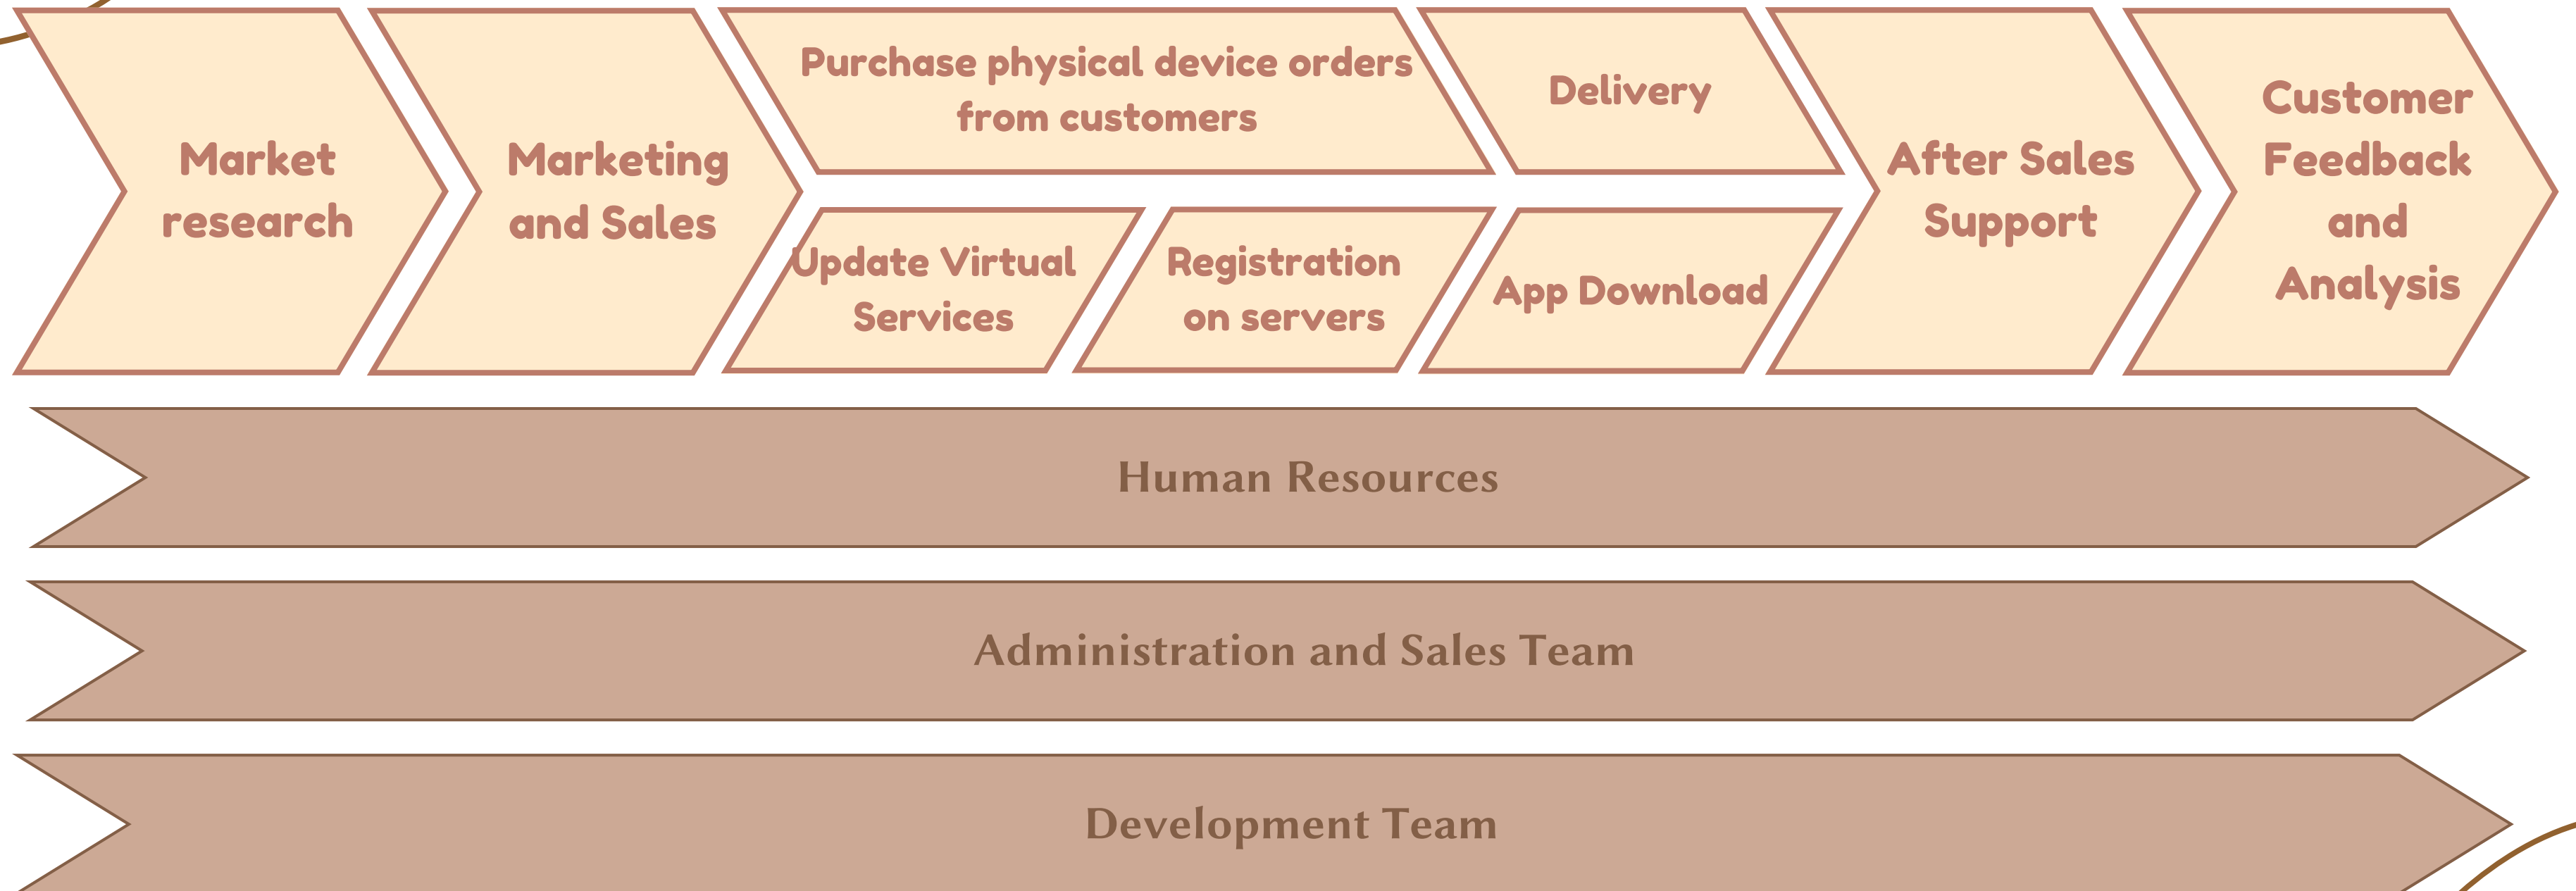 Market
research
Marketing
and Sales
Purchase physical device orders
from customers
Delivery
Update Virtual
Services
Registration
on servers
App Download
After Sales
Support
Customer
Feedback
and
Analysis
Human Resources
Administration and Sales Team
Development Team